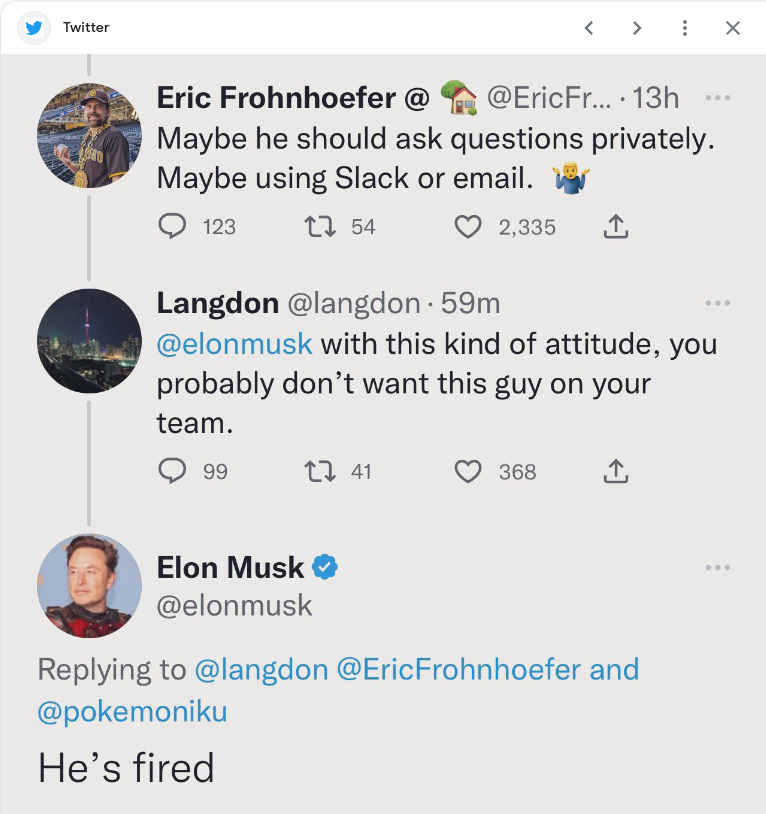 Twitter
Eric Frohnhoefer @ 🏡 @EricFr... · 13h
Maybe he should ask questions privately.
Maybe using Slack or email. 🤷‍♂️
123 54 2,335
Langdon @langdon · 59m
@elonmusk with this kind of attitude, you
probably don’t want this guy on your
team.
99 41 368
Elon Musk
@elonmusk
Replying to @langdon @EricFrohnhoefer and
@pokemoniku
He’s fired